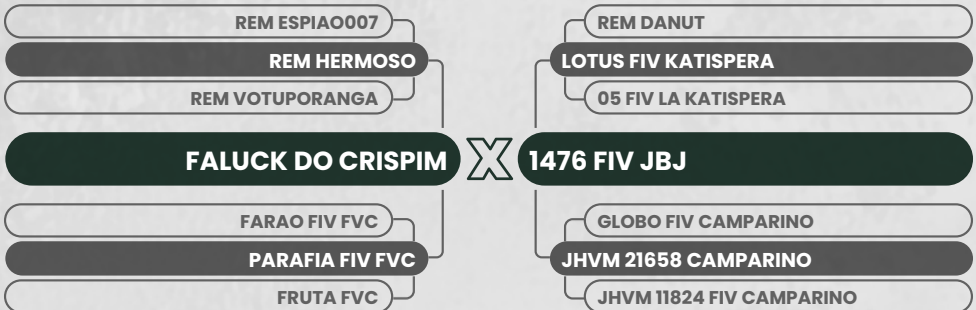 REM ESPIAO007
REM HERMOSO
REM VOTUPORANGA
FALUCK DO CRISPIM
FARAO FIV FVC
PARAFIA FIV FVC
FRUTA FVC
X
REM DANUT
LOTUS FIV KATISPERA
05 FIV LA KATISPERA
1476 FIV JBJ
GLOBO FIV CAMPARINO
JHVM 21658 CAMPARINO
JHVM 11824 FIV CAMPARINO